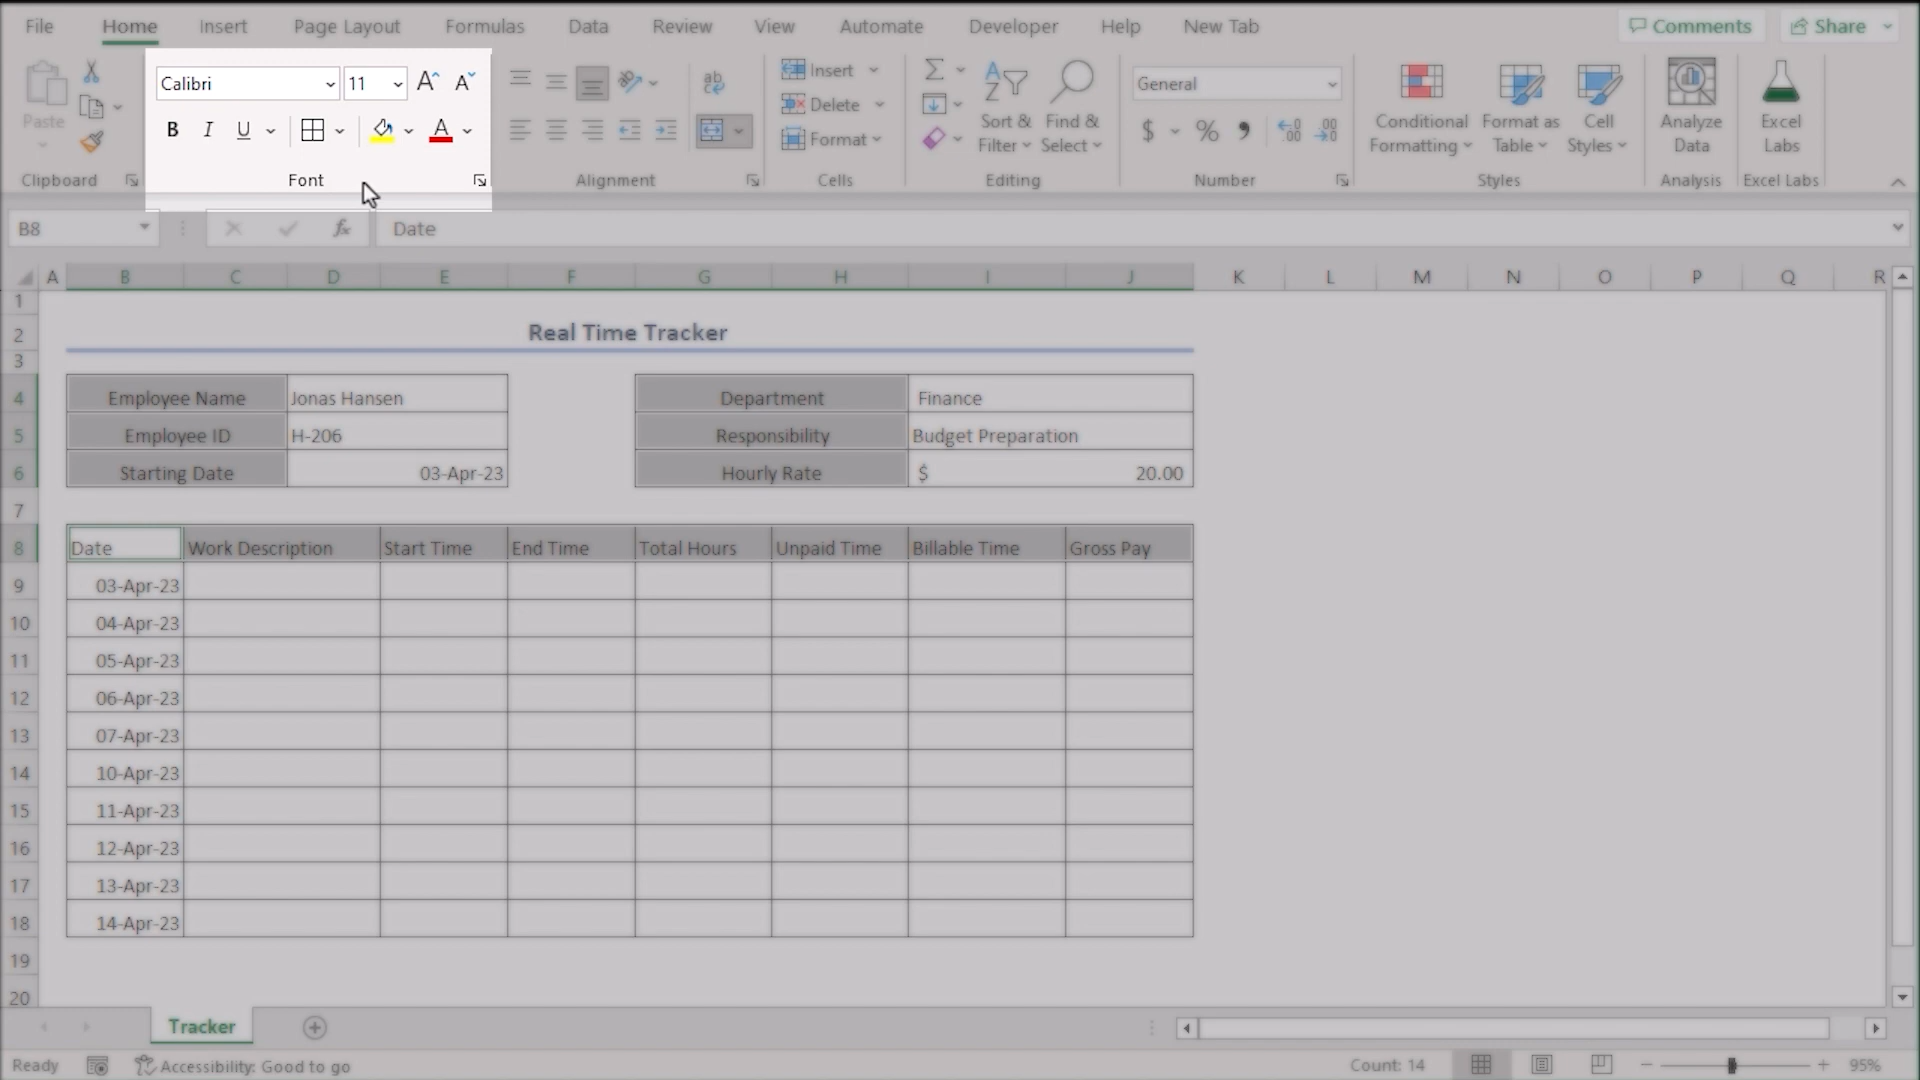 File Home Insert Page Layout Formulas Data Review View Automate Developer Help New Tab Comments Share
Calibri 11 A A Insert General
Paste Delete Sort & Filter Find & Select $ % 9 Conditional Formatting Format as Table Cell Styles Analyze Data Excel Labs
B I U A Format
Clipboard Font Alignment Cells Editing Number Styles Analysis Excel Labs
B8 fx Date
A B C D E F G H I J K L M N O P Q R
1
2 Real Time Tracker
3
4 Employee Name Jonas Hansen Department Finance
5 Employee ID H-206 Responsibility Budget Preparation
6 Starting Date 03-Apr-23 Hourly Rate $ 20.00
7
8 Date Work Description Start Time End Time Total Hours Unpaid Time Billable Time Gross Pay
9 03-Apr-23
10 04-Apr-23
11 05-Apr-23
12 06-Apr-23
13 07-Apr-23
14 10-Apr-23
15 11-Apr-23
16 12-Apr-23
17 13-Apr-23
18 14-Apr-23
19
20
Tracker
Ready Accessibility: Good to go Count: 14 95%